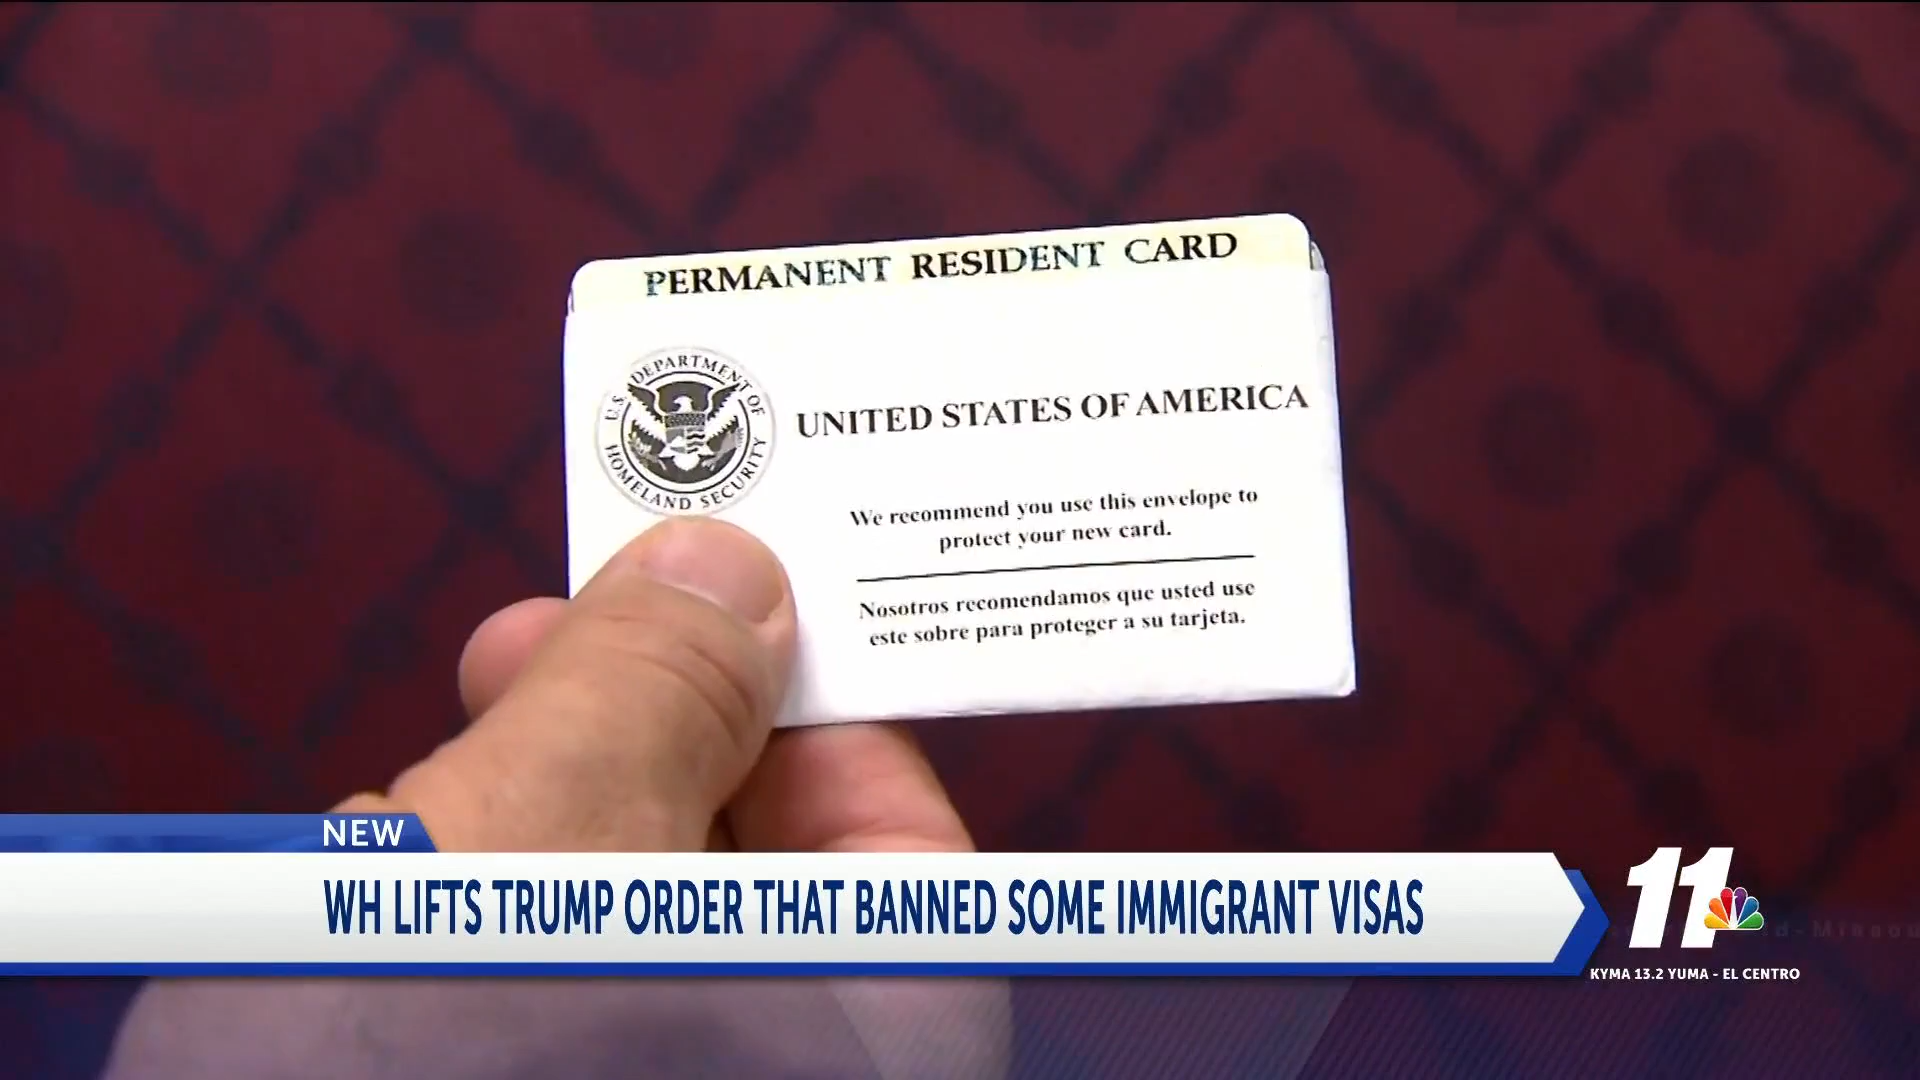 PERMANENT RESIDENT CARD
U.S. DEPARTMENT OF HOMELAND SECURITY
UNITED STATES OF AMERICA
We recommend you use this envelope to
protect your new card.
Nosotros recomendamos que usted use
este sobre para proteger a su tarjeta.
NEW
WH LIFTS TRUMP ORDER THAT BANNED SOME IMMIGRANT VISAS
11
KYMA 13.2 YUMA - EL CENTRO